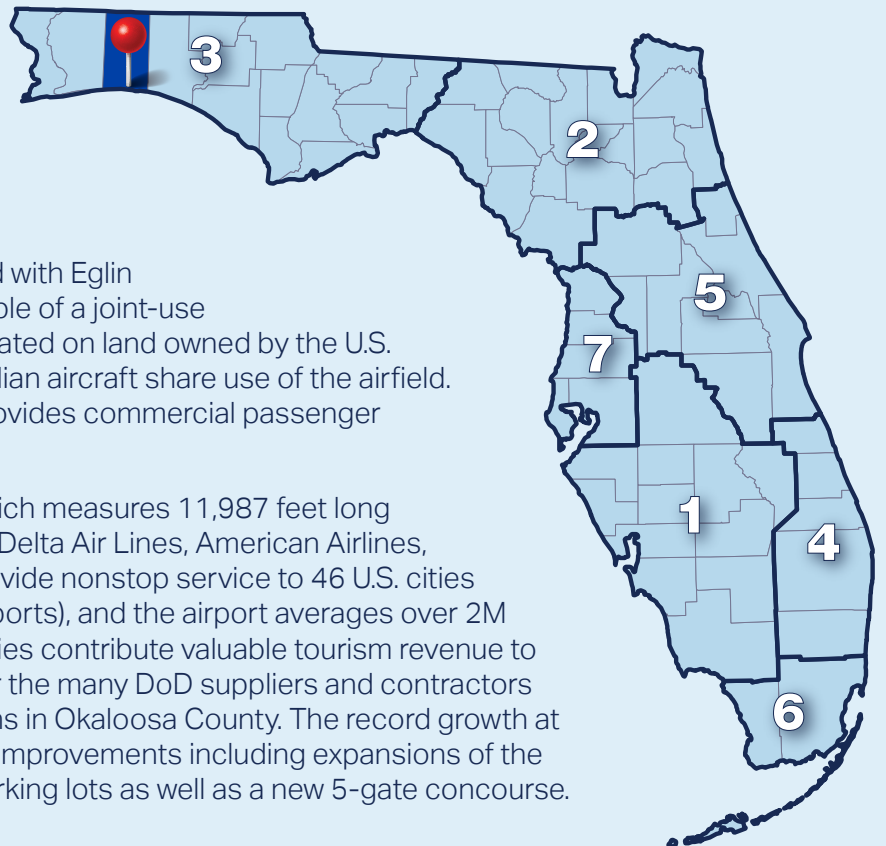 3
2
d with Eglin
ple of a joint-use
5
ated on land owned by the U.S.
7
lian aircraft share use of the airfield.
rovides commercial passenger
ich measures 11,987 feet long
1
Delta Air Lines, American Airlines,
4
vide nonstop service to 46 U.S. cities
ports), and the airport averages over 2M
ies contribute valuable tourism revenue to
r the many DoD suppliers and contractors
6
ns in Okaloosa County. The record growth at
improvements including expansions of the
rking lots as well as a new 5-gate concourse.